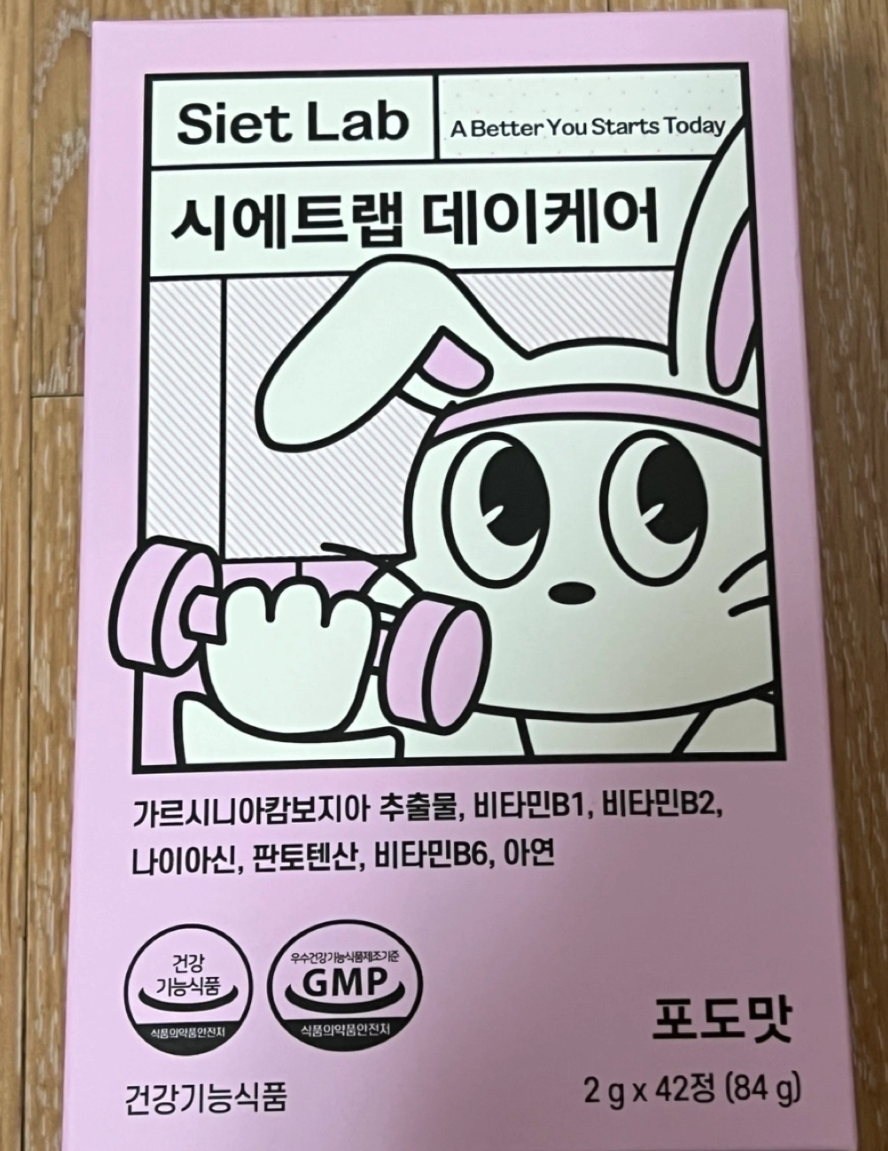 Siet Lab
A Better You Starts Today
시에트랩 데이케어
가르시니아캄보지아 추출물, 비타민B1, 비타민B2,
나이아신, 판토텐산, 비타민B6, 아연
건강
기능식품
식품의약품안전처
우수건강기능식품제조기준
GMP
식품의약품안전처
포도맛
건강기능식품
2 g x 42정 (84 g)